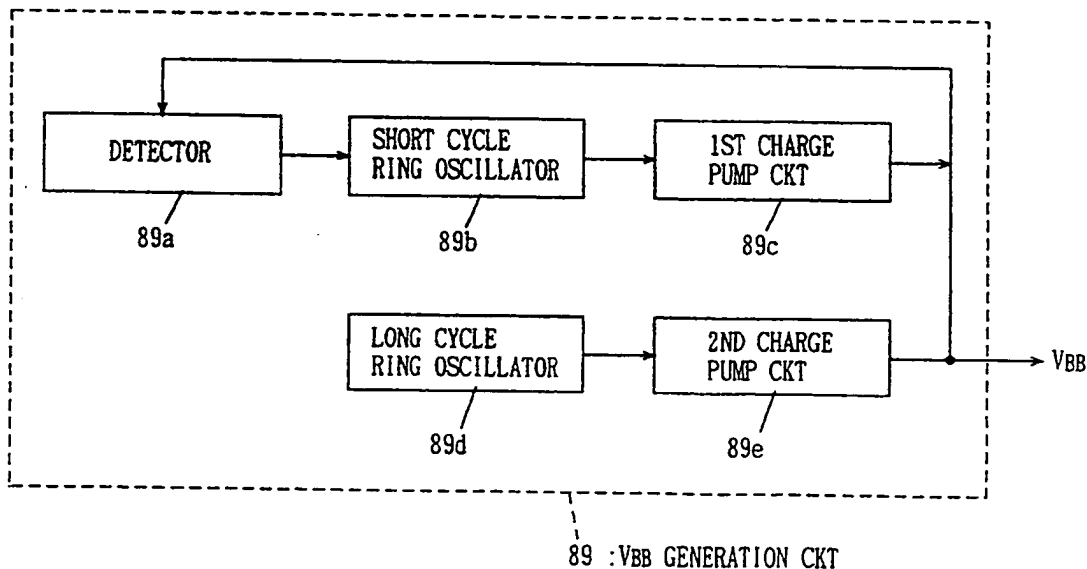 DETECTOR
SHORT CYCLE
RING OSCILLATOR
1ST CHARGE
PUMP CKT
89a
89b
89c
LONG CYCLE
RING OSCILLATOR
2ND CHARGE
PUMP CKT
VBB
89d
89e
89 :VBB GENERATION CKT